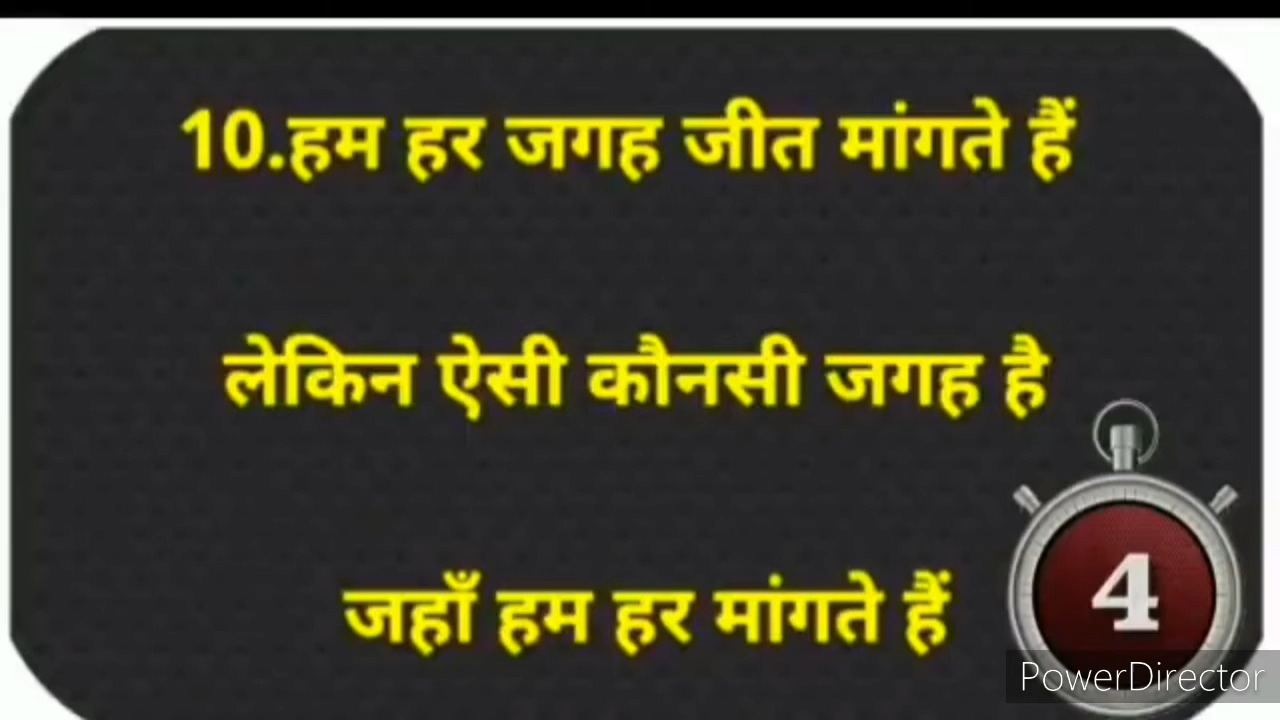 10.हम हर जगह जीत मांगते हैं
लेकिन ऐसी कौनसी जगह है
जहाँ हम हर मांगते हैं
4
PowerDirector